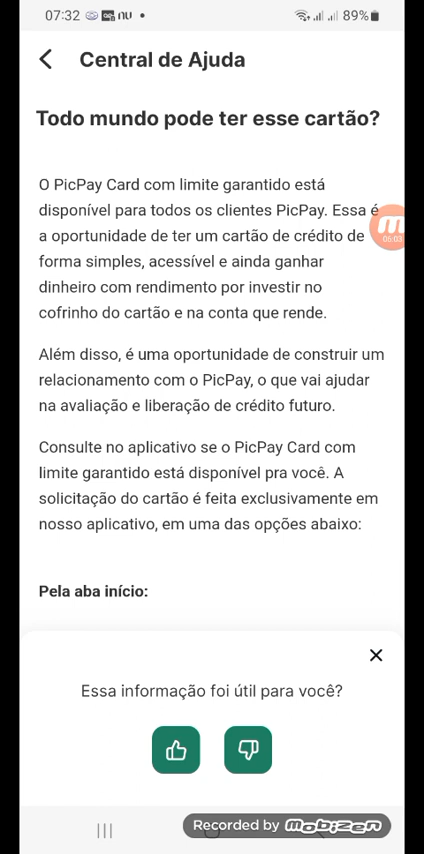 07:32 nu • 89%
Central de Ajuda
Todo mundo pode ter esse cartão?
O PicPay Card com limite garantido está
disponível para todos os clientes PicPay. Essa é
a oportunidade de ter um cartão de crédito de
forma simples, acessível e ainda ganhar
dinheiro com rendimento por investir no
cofrinho do cartão e na conta que rende.
m
06:03
Além disso, é uma oportunidade de construir um
relacionamento com o PicPay, o que vai ajudar
na avaliação e liberação de crédito futuro.
Consulte no aplicativo se o PicPay Card com
limite garantido está disponível pra você. A
solicitação do cartão é feita exclusivamente em
nosso aplicativo, em uma das opções abaixo:
Pela aba início:
Essa informação foi útil para você?
Recorded by mobizen